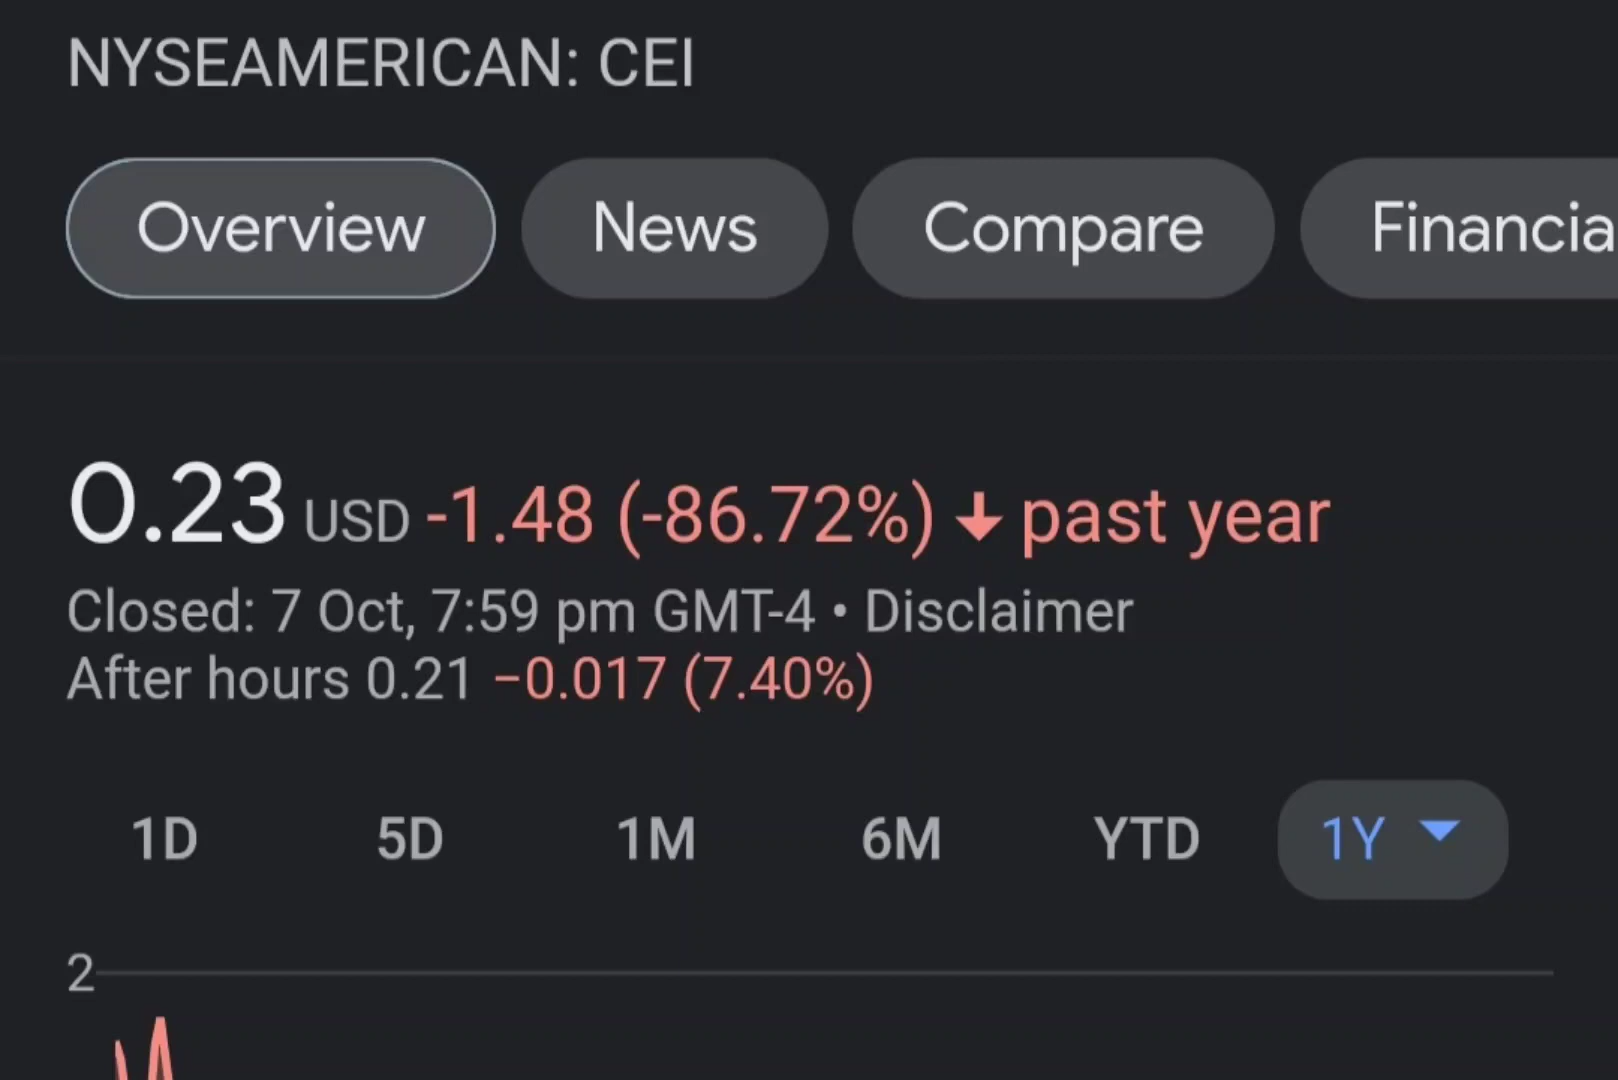 NYSEAMERICAN: CEI
Overview News Compare Financia
0.23 USD -1.48 (-86.72%) ↓ past year
Closed: 7 Oct, 7:59 pm GMT-4 • Disclaimer
After hours 0.21 −0.017 (7.40%)
1D 5D 1M 6M YTD 1Y
2